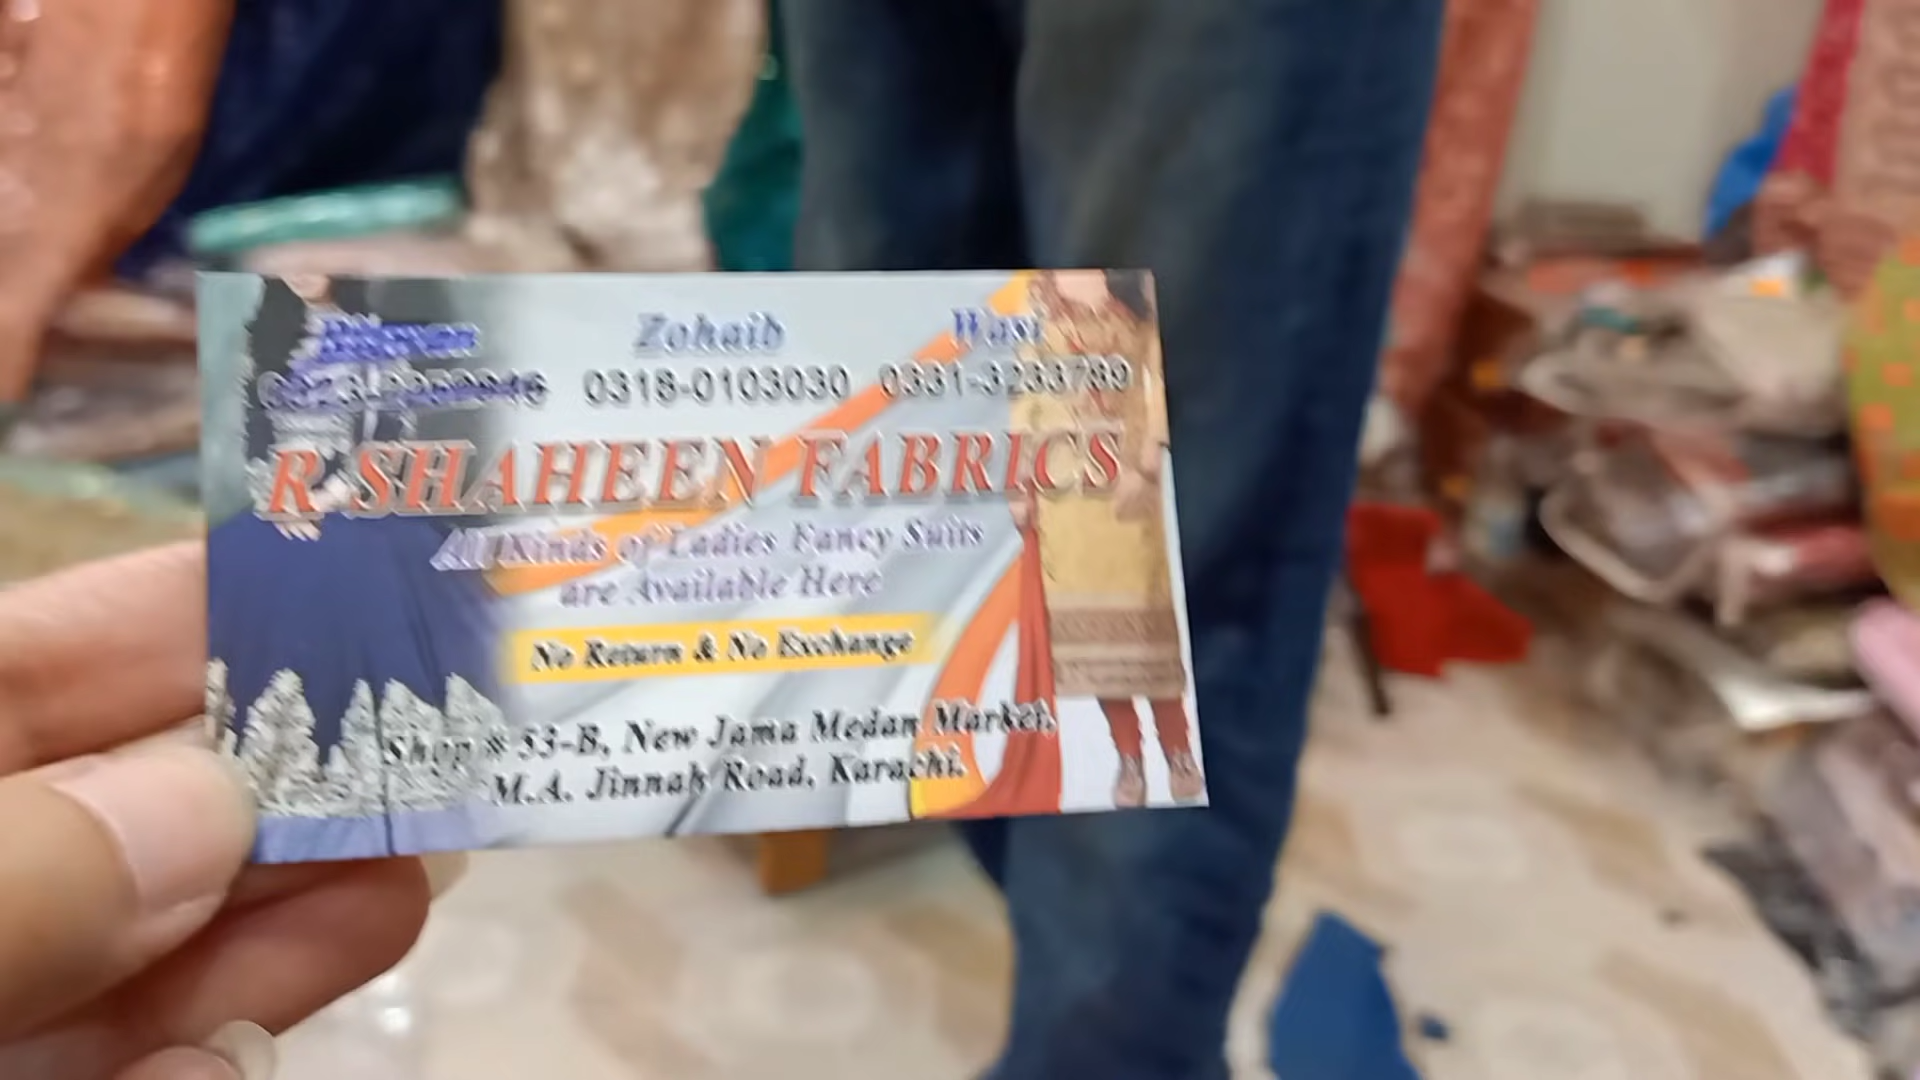 Zohaib Wasi
0318-0103030 0331-3233789
R SHAHEEN FABRICS
All Kinds of Ladies Fancy Suits
are Available Here
No Return & No Exchange
Shop # 53-B, New Jama Medan Market,
M.A. Jinnah Road, Karachi.